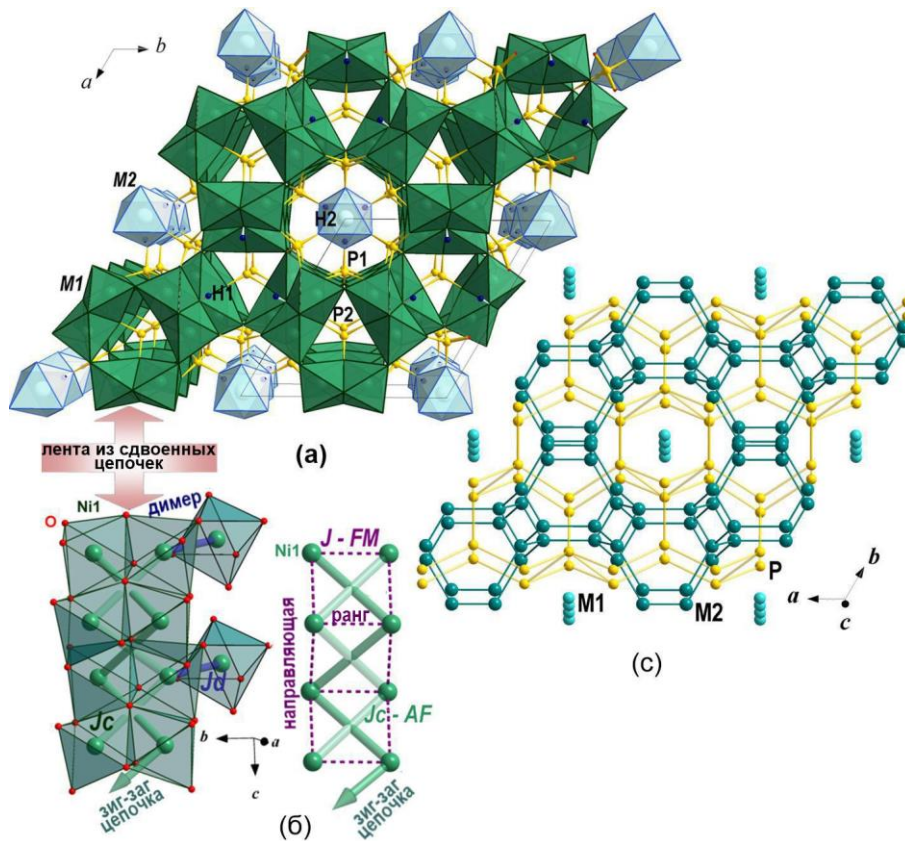 b
a
M2
H2
M1
P1
H1
P2
(а)
лента из сдвоенных
цепочек
Ni1
димер
O
J - FM
Ni1
ранг
направляющая
Jd
Jc
Jc - AF
b
a
c
зиг-заг
цепочка
зиг-заг
цепочка
(б)
P
M1
M2
b
a
c
(с)